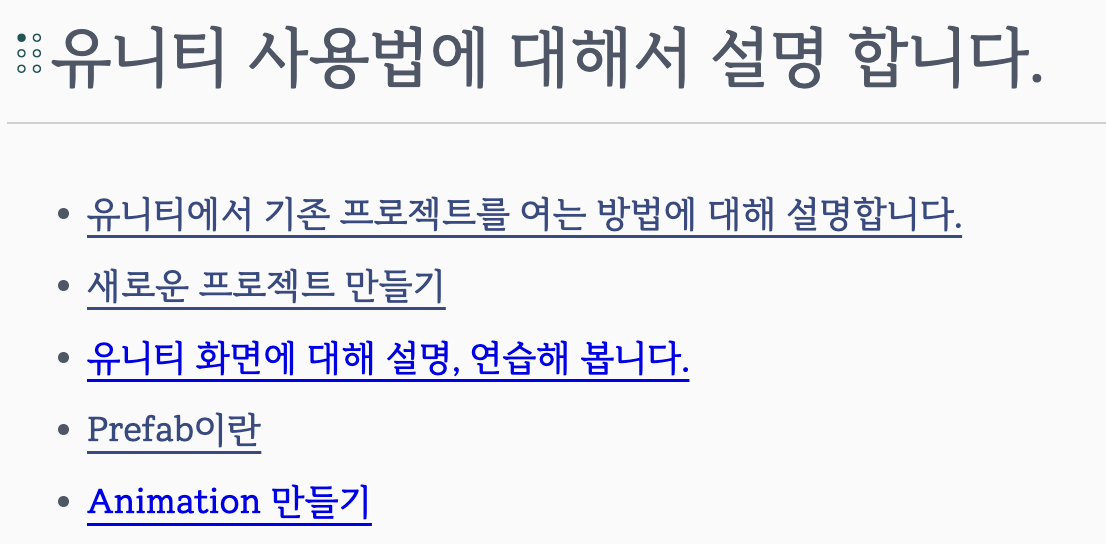 유니티 사용법에 대해서 설명 합니다.
유니티에서 기존 프로젝트를 여는 방법에 대해 설명합니다.
새로운 프로젝트 만들기
유니티 화면에 대해 설명, 연습해 봅니다.
Prefab이란
Animation 만들기